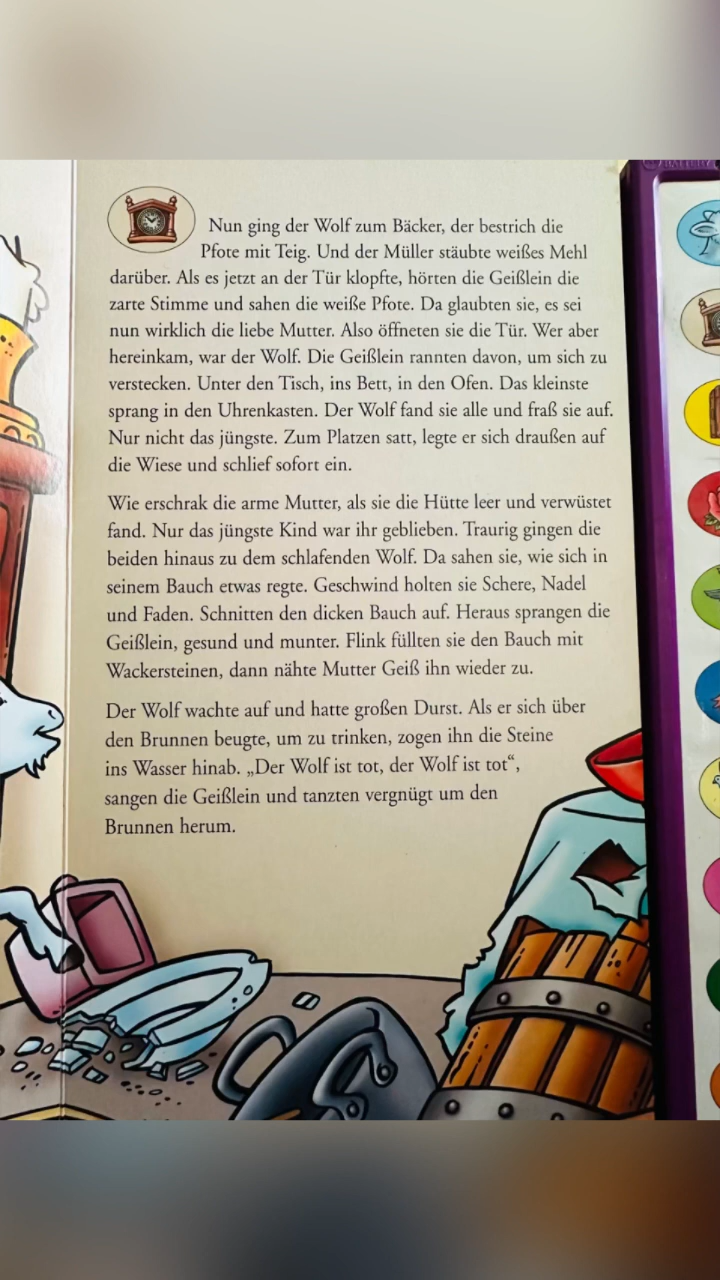 Nun ging der Wolf zum Bäcker, der bestrich die
Pfote mit Teig. Und der Müller stäubte weißes Mehl
darüber. Als es jetzt an der Tür klopfte, hörten die Geißlein die
zarte Stimme und sahen die weiße Pfote. Da glaubten sie, es sei
nun wirklich die liebe Mutter. Also öffneten sie die Tür. Wer aber
hereinkam, war der Wolf. Die Geißlein rannten davon, um sich zu
verstecken. Unter den Tisch, ins Bett, in den Ofen. Das kleinste
sprang in den Uhrenkasten. Der Wolf fand sie alle und fraß sie auf.
Nur nicht das jüngste. Zum Platzen satt, legte er sich draußen auf
die Wiese und schlief sofort ein.
Wie erschrak die arme Mutter, als sie die Hütte leer und verwüstet
fand. Nur das jüngste Kind war ihr geblieben. Traurig gingen die
beiden hinaus zu dem schlafenden Wolf. Da sahen sie, wie sich in
seinem Bauch etwas regte. Geschwind holten sie Schere, Nadel
und Faden. Schnitten den dicken Bauch auf. Heraus sprangen die
Geißlein, gesund und munter. Flink füllten sie den Bauch mit
Wackersteinen, dann nähte Mutter Geiß ihn wieder zu.
Der Wolf wachte auf und hatte großen Durst. Als er sich über
den Brunnen beugte, um zu trinken, zogen ihn die Steine
ins Wasser hinab. „Der Wolf ist tot, der Wolf ist tot“,
sangen die Geißlein und tanzten vergnügt um den
Brunnen herum.